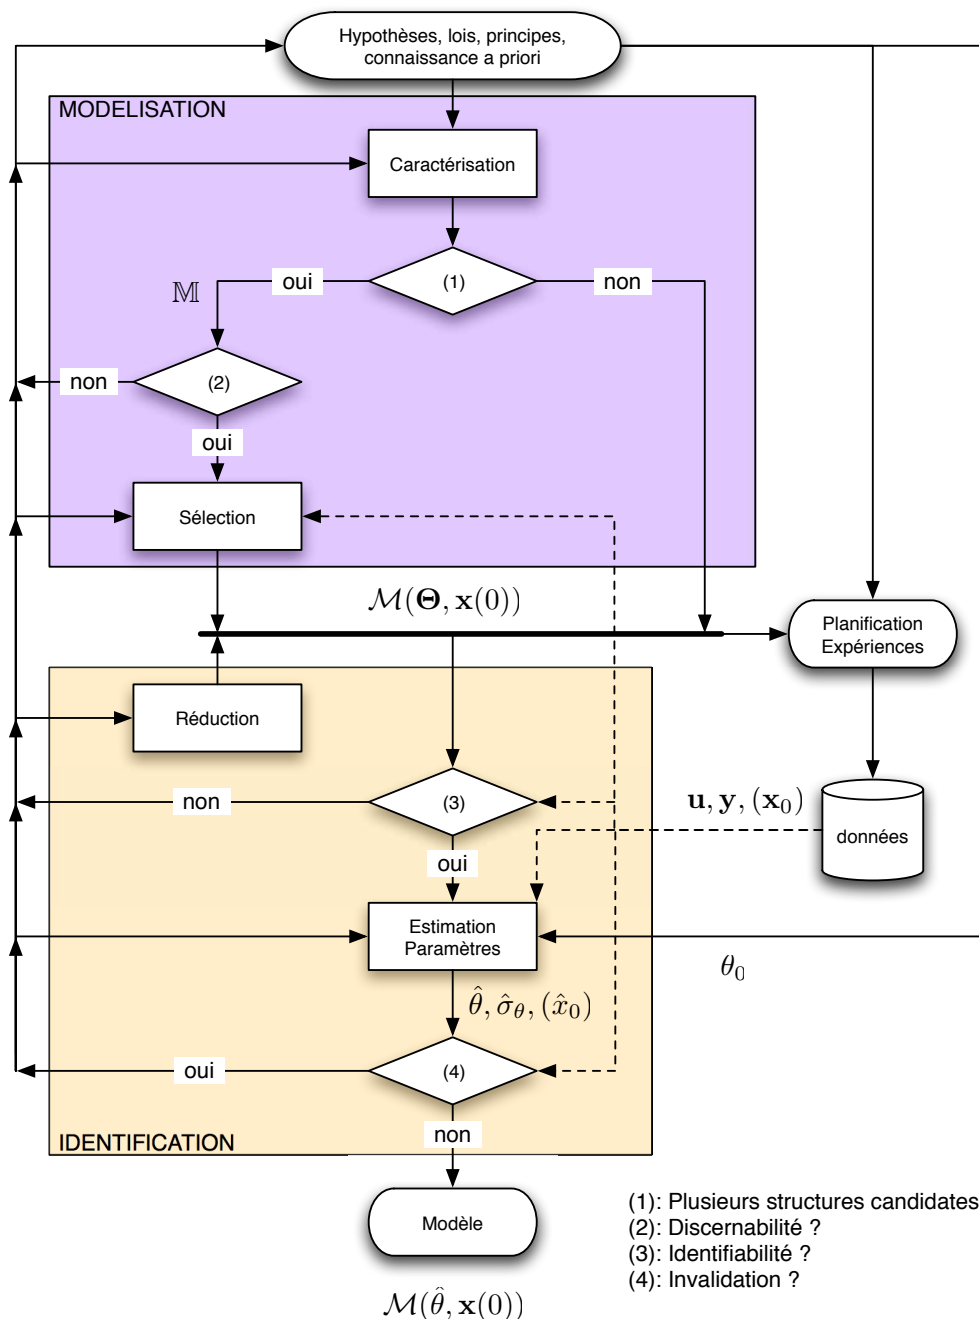 Hypothèses, lois, principes,
connaissance a priori
MODELISATION
Caractérisation
oui
(1)
non
𝕄
non
(2)
oui
Sélection
ℳ(Θ, x(0))
Planification
Expériences
Réduction
non
(3)
u, y, (x₀)
données
oui
Estimation
Paramètres
θ₀
θ̂, σ̂_θ, (x̂₀)
oui
(4)
non
IDENTIFICATION
Modèle
ℳ(θ̂, x(0))
(1): Plusieurs structures candidates
(2): Discernabilité ?
(3): Identifiabilité ?
(4): Invalidation ?